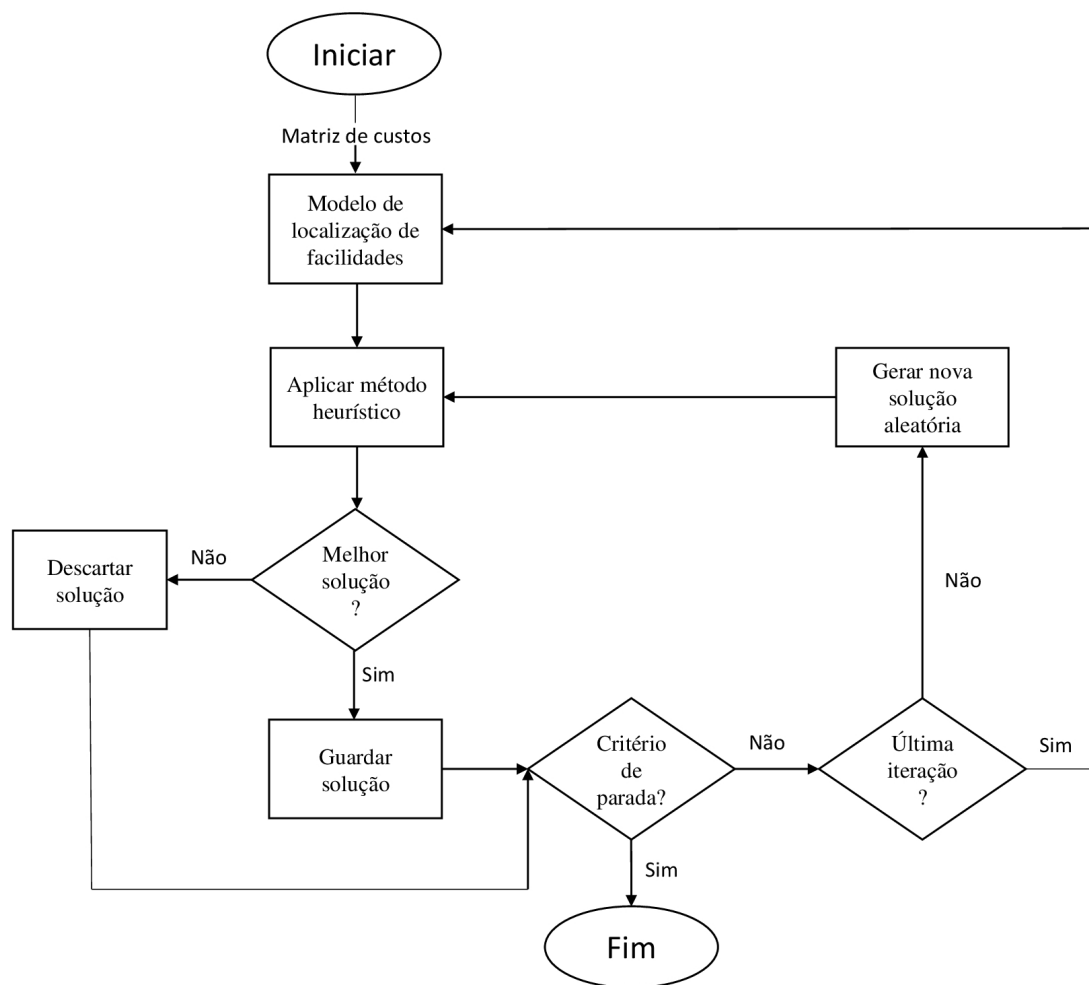 Iniciar
Matriz de custos
Modelo de
localização de
facilidades
Aplicar método
heurístico
Gerar nova
solução
aleatória
Descartar
solução
Não
Melhor
solução
?
Não
Sim
Guardar
solução
Critério
de
parada?
Não
Última
iteração
?
Sim
Sim
Fim